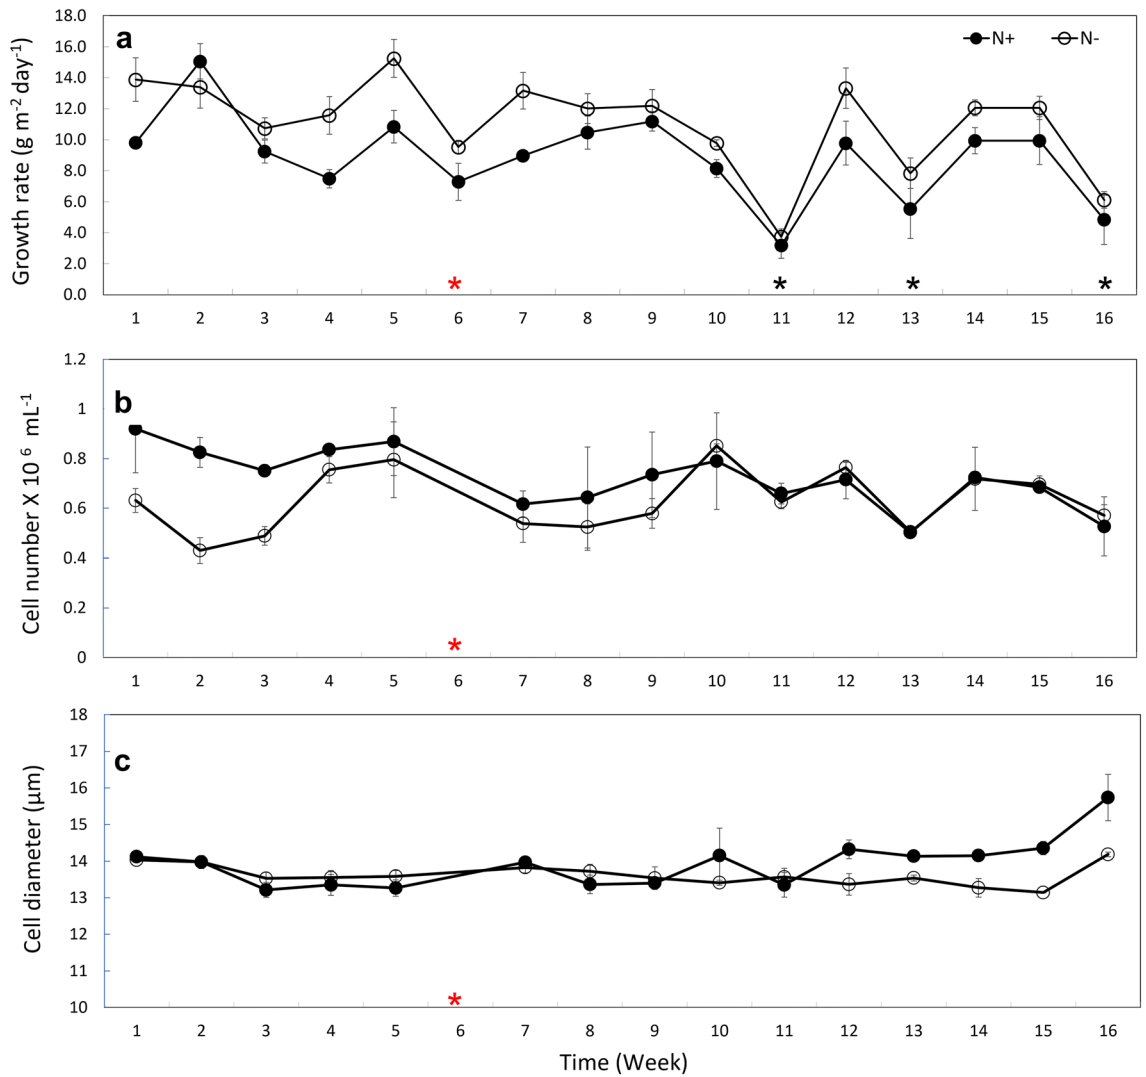 18.0
16.0
14.0
12.0
10.0
8.0
6.0
4.0
2.0
0.0
Growth rate (g m⁻² day⁻¹)
a
N+ N-
* * * *
1 2 3 4 5 6 7 8 9 10 11 12 13 14 15 16
1.2
1
0.8
0.6
0.4
0.2
0
Cell number X 10⁶ mL⁻¹
b
*
1 2 3 4 5 6 7 8 9 10 11 12 13 14 15 16
18
17
16
15
14
13
12
11
10
Cell diameter (μm)
c
*
1 2 3 4 5 6 7 8 9 10 11 12 13 14 15 16
Time (Week)